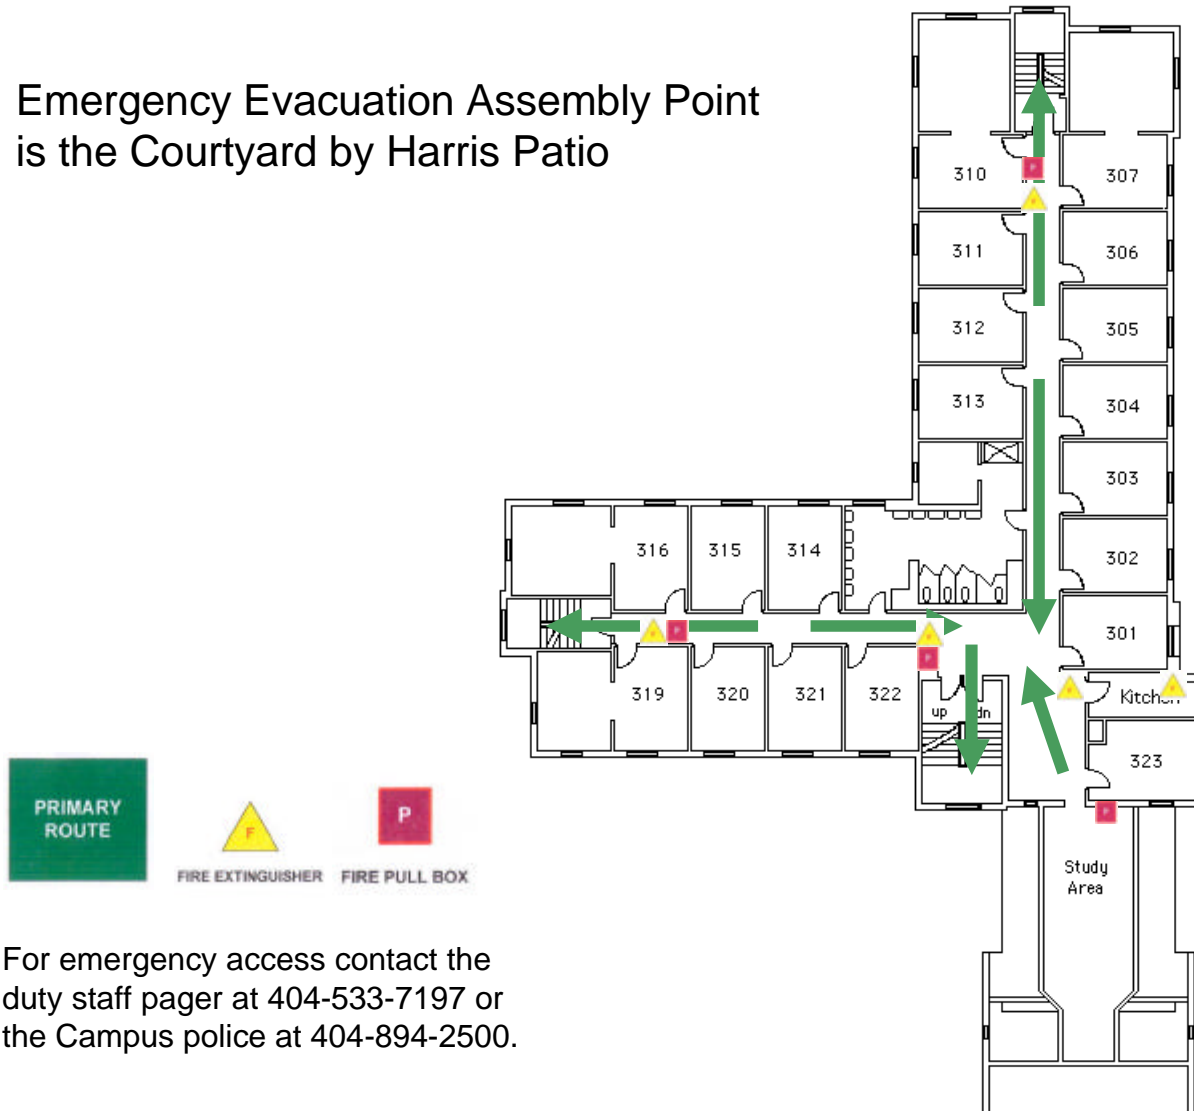 Emergency Evacuation Assembly Point
is the Courtyard by Harris Patio
310
307
311
306
312
305
313
304
303
316
315
314
302
301
319
320
321
322
up
dn
Kitchen
323
P
P
P
P
F
F
F
F
F
Study
Area
PRIMARY
ROUTE
F
FIRE EXTINGUISHER
P
FIRE PULL BOX
For emergency access contact the
duty staff pager at 404-533-7197 or
the Campus police at 404-894-2500.